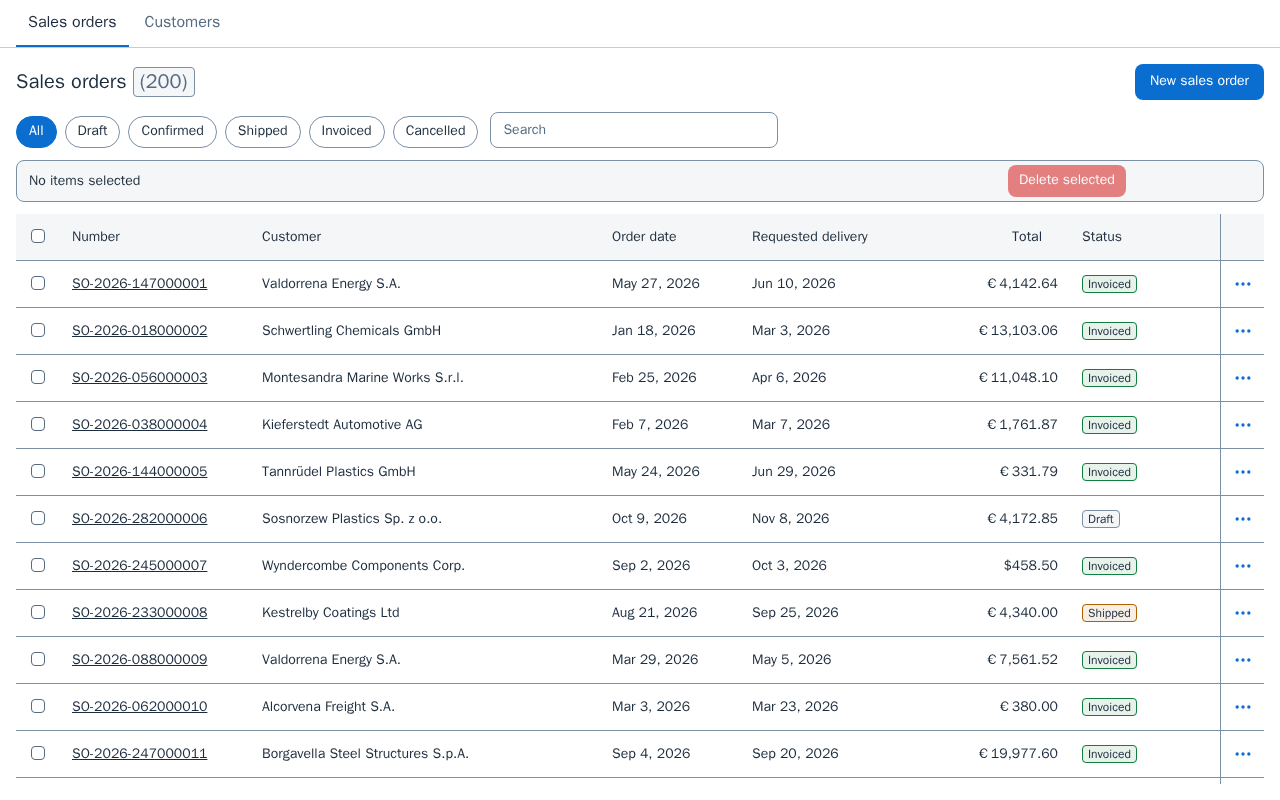 Sales orders Customers
Sales orders (200) New sales order
All Draft Confirmed Shipped Invoiced Cancelled Search
No items selected Delete selected
Number Customer Order date Requested delivery Total Status
SO-2026-147000001 Valdorrena Energy S.A. May 27, 2026 Jun 10, 2026 € 4,142.64 Invoiced
SO-2026-018000002 Schwertling Chemicals GmbH Jan 18, 2026 Mar 3, 2026 € 13,103.06 Invoiced
SO-2026-056000003 Montesandra Marine Works S.r.l. Feb 25, 2026 Apr 6, 2026 € 11,048.10 Invoiced
SO-2026-038000004 Kieferstedt Automotive AG Feb 7, 2026 Mar 7, 2026 € 1,761.87 Invoiced
SO-2026-144000005 Tannrüdel Plastics GmbH May 24, 2026 Jun 29, 2026 € 331.79 Invoiced
SO-2026-282000006 Sosnorzew Plastics Sp. z o.o. Oct 9, 2026 Nov 8, 2026 € 4,172.85 Draft
SO-2026-245000007 Wyndercombe Components Corp. Sep 2, 2026 Oct 3, 2026 $458.50 Invoiced
SO-2026-233000008 Kestrelby Coatings Ltd Aug 21, 2026 Sep 25, 2026 € 4,340.00 Shipped
SO-2026-088000009 Valdorrena Energy S.A. Mar 29, 2026 May 5, 2026 € 7,561.52 Invoiced
SO-2026-062000010 Alcorvena Freight S.A. Mar 3, 2026 Mar 23, 2026 € 380.00 Invoiced
SO-2026-247000011 Borgavella Steel Structures S.p.A. Sep 4, 2026 Sep 20, 2026 € 19,977.60 Invoiced